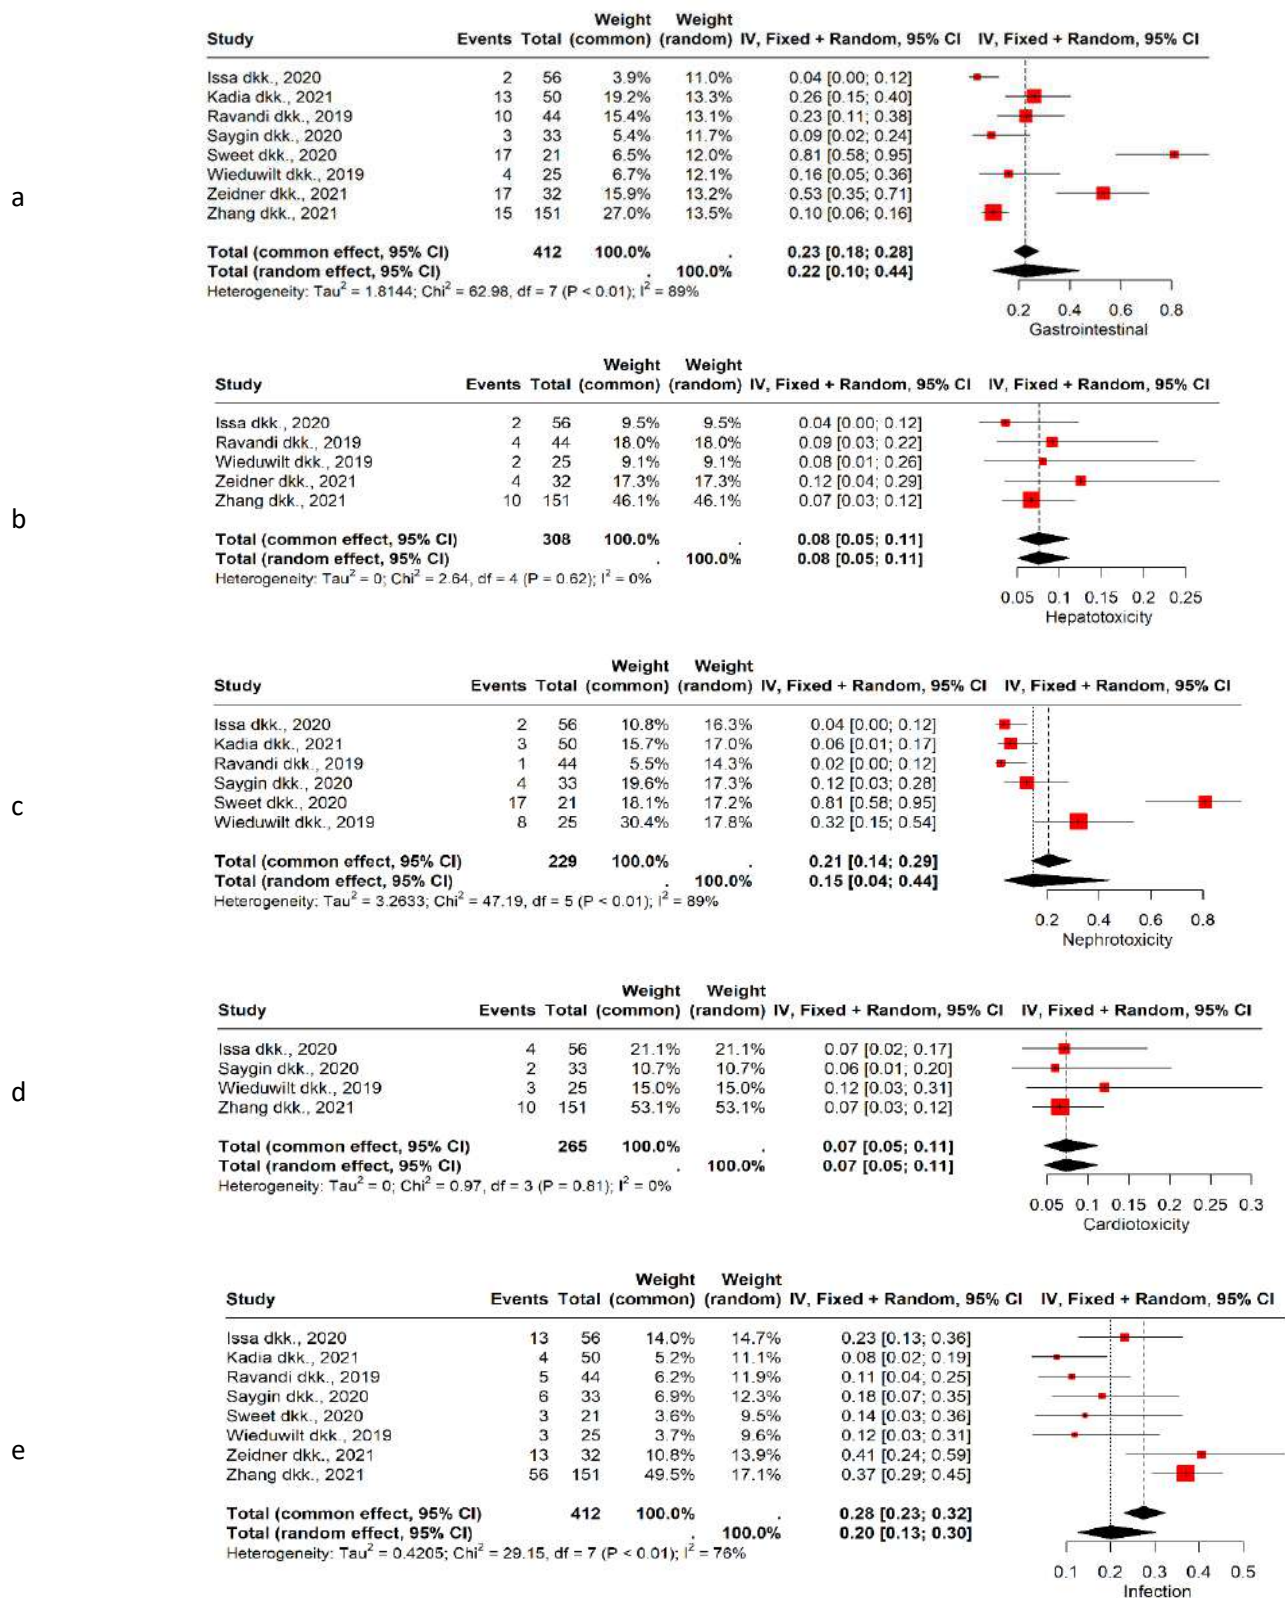 Weight Weight
Study Events Total (common) (random) IV, Fixed + Random, 95% CI IV, Fixed + Random, 95% CI
Issa dkk., 2020 2 56 3.9% 11.0% 0.04 [0.00; 0.12]
Kadia dkk., 2021 13 50 19.2% 13.3% 0.26 [0.15; 0.40]
Ravandi dkk., 2019 10 44 15.4% 13.1% 0.23 [0.11; 0.38]
Saygin dkk., 2020 3 33 5.4% 11.7% 0.09 [0.02; 0.24]
Sweet dkk., 2020 17 21 6.5% 12.0% 0.81 [0.58; 0.95]
Wieduwilt dkk., 2019 4 25 6.7% 12.1% 0.16 [0.05; 0.36]
a
Zeidner dkk., 2021 17 32 15.9% 13.2% 0.53 [0.35; 0.71]
Zhang dkk., 2021 15 151 27.0% 13.5% 0.10 [0.06; 0.16]
Total (common effect, 95% CI) 412 100.0% . 0.23 [0.18; 0.28]
Total (random effect, 95% CI) . 100.0% 0.22 [0.10; 0.44]
Heterogeneity: Tau² = 1.8144; Chi² = 62.98, df = 7 (P < 0.01); I² = 89%
0.2 0.4 0.6 0.8
Gastrointestinal
Weight Weight
Study Events Total (common) (random) IV, Fixed + Random, 95% CI IV, Fixed + Random, 95% CI
Issa dkk., 2020 2 56 9.5% 9.5% 0.04 [0.00; 0.12]
Ravandi dkk., 2019 4 44 18.0% 18.0% 0.09 [0.03; 0.22]
Wieduwilt dkk., 2019 2 25 9.1% 9.1% 0.08 [0.01; 0.26]
Zeidner dkk., 2021 4 32 17.3% 17.3% 0.12 [0.04; 0.29]
Zhang dkk., 2021 10 151 46.1% 46.1% 0.07 [0.03; 0.12]
b
Total (common effect, 95% CI) 308 100.0% . 0.08 [0.05; 0.11]
Total (random effect, 95% CI) . 100.0% 0.08 [0.05; 0.11]
Heterogeneity: Tau² = 0; Chi² = 2.64, df = 4 (P = 0.62); I² = 0%
0.05 0.1 0.15 0.2 0.25
Hepatotoxicity
Weight Weight
Study Events Total (common) (random) IV, Fixed + Random, 95% CI IV, Fixed + Random, 95% CI
Issa dkk., 2020 2 56 10.8% 16.3% 0.04 [0.00; 0.12]
Kadia dkk., 2021 3 50 15.7% 17.0% 0.06 [0.01; 0.17]
Ravandi dkk., 2019 1 44 5.5% 14.3% 0.02 [0.00; 0.12]
Saygin dkk., 2020 4 33 19.6% 17.3% 0.12 [0.03; 0.28]
c
Sweet dkk., 2020 17 21 18.1% 17.2% 0.81 [0.58; 0.95]
Wieduwilt dkk., 2019 8 25 30.4% 17.8% 0.32 [0.15; 0.54]
Total (common effect, 95% CI) 229 100.0% . 0.21 [0.14; 0.29]
Total (random effect, 95% CI) . 100.0% 0.15 [0.04; 0.44]
Heterogeneity: Tau² = 3.2633; Chi² = 47.19, df = 5 (P < 0.01); I² = 89%
0.2 0.4 0.6 0.8
Nephrotoxicity
Weight Weight
Study Events Total (common) (random) IV, Fixed + Random, 95% CI IV, Fixed + Random, 95% CI
Issa dkk., 2020 4 56 21.1% 21.1% 0.07 [0.02; 0.17]
Saygin dkk., 2020 2 33 10.7% 10.7% 0.06 [0.01; 0.20]
d
Wieduwilt dkk., 2019 3 25 15.0% 15.0% 0.12 [0.03; 0.31]
Zhang dkk., 2021 10 151 53.1% 53.1% 0.07 [0.03; 0.12]
Total (common effect, 95% CI) 265 100.0% . 0.07 [0.05; 0.11]
Total (random effect, 95% CI) . 100.0% 0.07 [0.05; 0.11]
Heterogeneity: Tau² = 0; Chi² = 0.97, df = 3 (P = 0.81); I² = 0%
0.05 0.1 0.15 0.2 0.25 0.3
Cardiotoxicity
Weight Weight
Study Events Total (common) (random) IV, Fixed + Random, 95% CI IV, Fixed + Random, 95% CI
Issa dkk., 2020 13 56 14.0% 14.7% 0.23 [0.13; 0.36]
Kadia dkk., 2021 4 50 5.2% 11.1% 0.08 [0.02; 0.19]
Ravandi dkk., 2019 5 44 6.2% 11.9% 0.11 [0.04; 0.25]
Saygin dkk., 2020 6 33 6.9% 12.3% 0.18 [0.07; 0.35]
Sweet dkk., 2020 3 21 3.6% 9.5% 0.14 [0.03; 0.36]
Wieduwilt dkk., 2019 3 25 3.7% 9.6% 0.12 [0.03; 0.31]
e
Zeidner dkk., 2021 13 32 10.8% 13.9% 0.41 [0.24; 0.59]
Zhang dkk., 2021 56 151 49.5% 17.1% 0.37 [0.29; 0.45]
Total (common effect, 95% CI) 412 100.0% . 0.28 [0.23; 0.32]
Total (random effect, 95% CI) . 100.0% 0.20 [0.13; 0.30]
Heterogeneity: Tau² = 0.4205; Chi² = 29.15, df = 7 (P < 0.01); I² = 76%
0.1 0.2 0.3 0.4 0.5
Infection